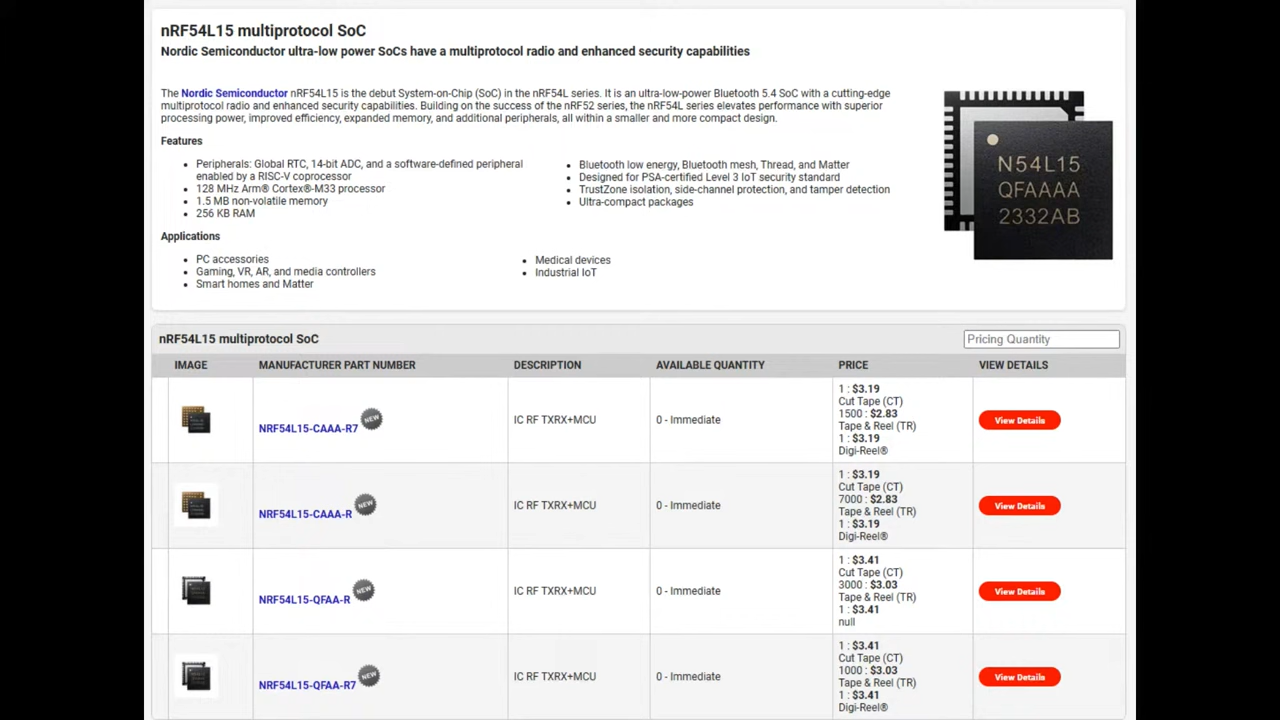 nRF54L15 multiprotocol SoC
Nordic Semiconductor ultra-low power SoCs have a multiprotocol radio and enhanced security capabilities
The Nordic Semiconductor nRF54L15 is the debut System-on-Chip (SoC) in the nRF54L series. It is an ultra-low-power Bluetooth 5.4 SoC with a cutting-edge
multiprotocol radio and enhanced security capabilities. Building on the success of the nRF52 series, the nRF54L series elevates performance with superior
processing power, improved efficiency, expanded memory, and additional peripherals, all within a smaller and more compact design.
N54L15
QFAAAA
2332AB
Features
Peripherals: Global RTC, 14-bit ADC, and a software-defined peripheral
enabled by a RISC-V coprocessor
128 MHz Arm® Cortex®-M33 processor
1.5 MB non-volatile memory
256 KB RAM
Bluetooth low energy, Bluetooth mesh, Thread, and Matter
Designed for PSA-certified Level 3 IoT security standard
TrustZone isolation, side-channel protection, and tamper detection
Ultra-compact packages
Applications
PC accessories
Gaming, VR, AR, and media controllers
Smart homes and Matter
Medical devices
Industrial IoT
nRF54L15 multiprotocol SoC
Pricing Quantity
IMAGE MANUFACTURER PART NUMBER DESCRIPTION AVAILABLE QUANTITY PRICE VIEW DETAILS
NRF54L15-CAAA-R7 NEW
IC RF TXRX+MCU
0 - Immediate
1 : $3.19
Cut Tape (CT)
1500 : $2.83
Tape & Reel (TR)
1 : $3.19
Digi-Reel®
View Details
NRF54L15-CAAA-R NEW
IC RF TXRX+MCU
0 - Immediate
1 : $3.19
Cut Tape (CT)
7000 : $2.83
Tape & Reel (TR)
1 : $3.19
Digi-Reel®
View Details
NRF54L15-QFAA-R NEW
IC RF TXRX+MCU
0 - Immediate
1 : $3.41
Cut Tape (CT)
3000 : $3.03
Tape & Reel (TR)
1 : $3.41
null
View Details
NRF54L15-QFAA-R7 NEW
IC RF TXRX+MCU
0 - Immediate
1 : $3.41
Cut Tape (CT)
1000 : $3.03
Tape & Reel (TR)
1 : $3.41
Digi-Reel®
View Details